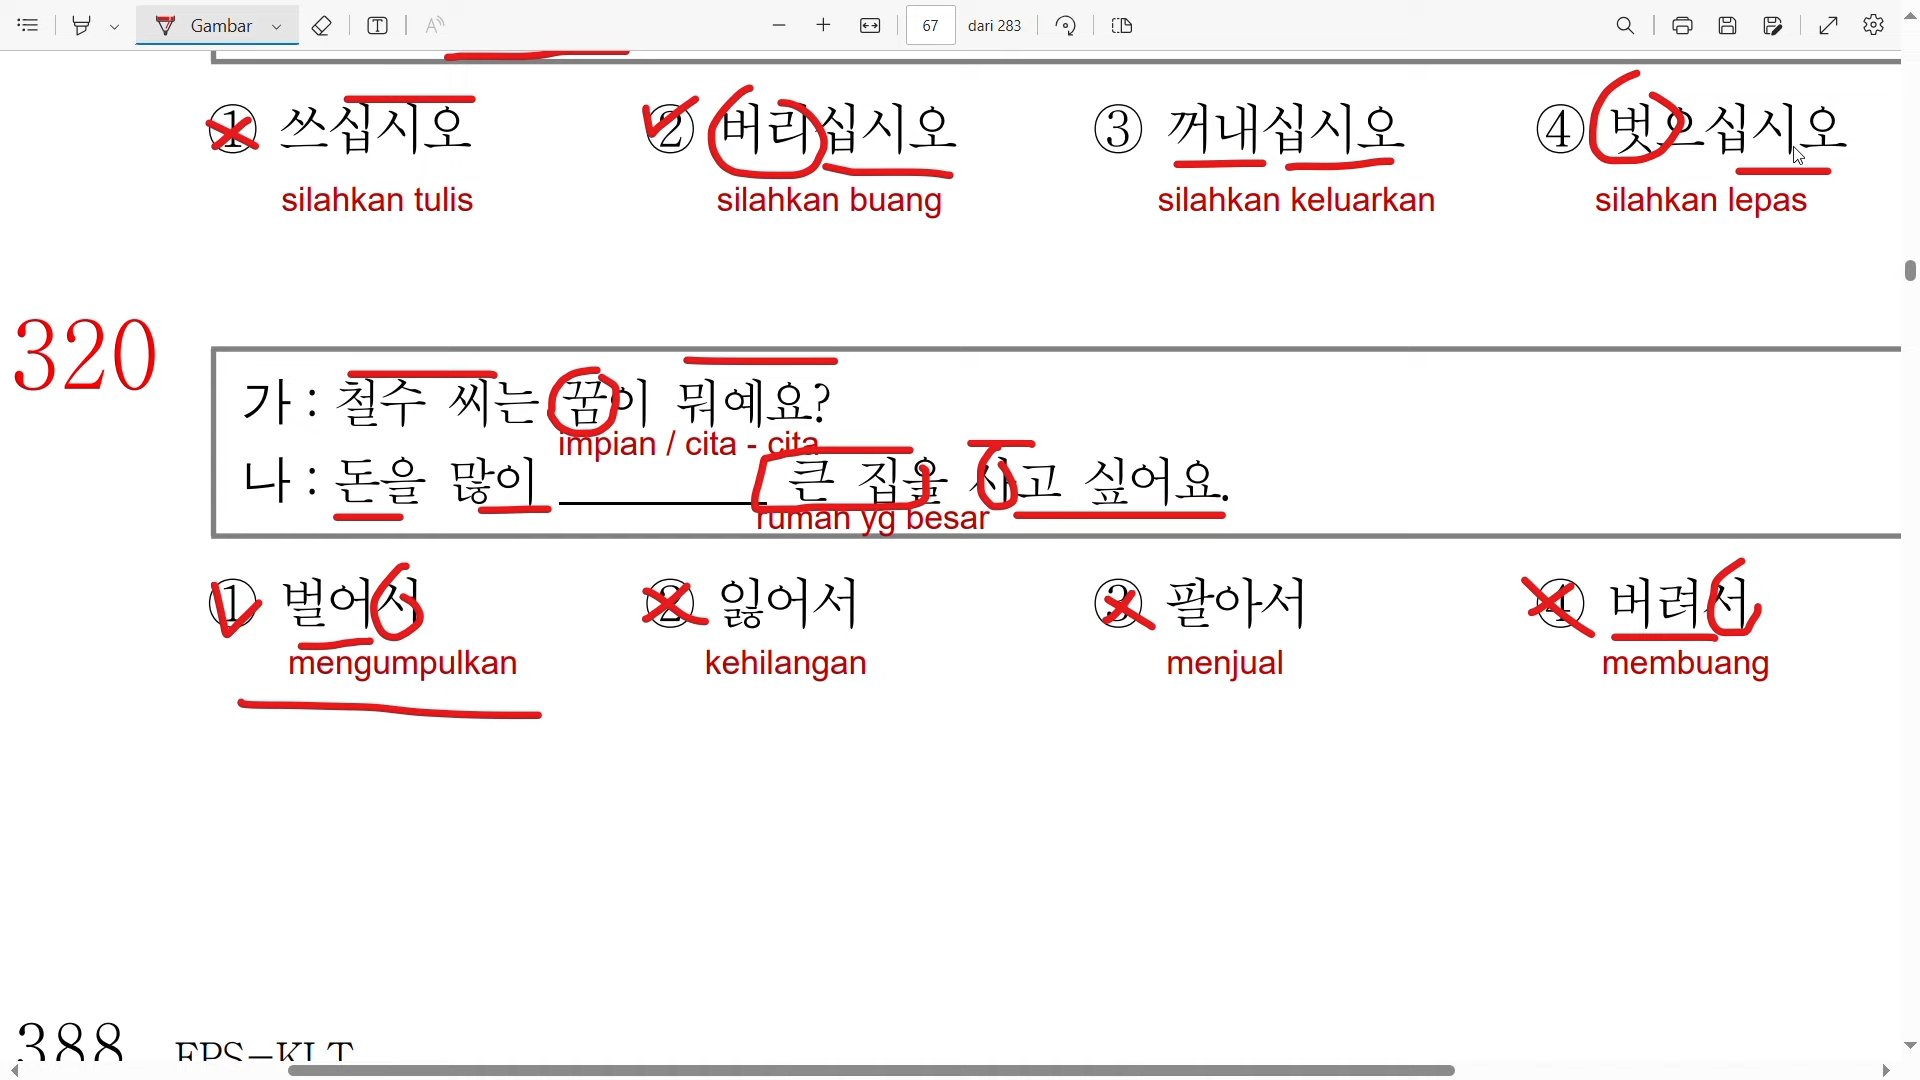 Gambar
67 dari 283
① 쓰십시오 ② 버리십시오 ③ 꺼내십시오 ④ 벗으십시오
silahkan tulis silahkan buang silahkan keluarkan silahkan lepas
320
가 : 철수 씨는 꿈이 뭐예요?
impian / cita - cita
나 : 돈을 많이 __________ 큰 집을 사고 싶어요.
rumah yg besar
① 벌어서 ② 잃어서 ③ 팔아서 ④ 버려서
mengumpulkan kehilangan menjual membuang
388 EPS-KLT